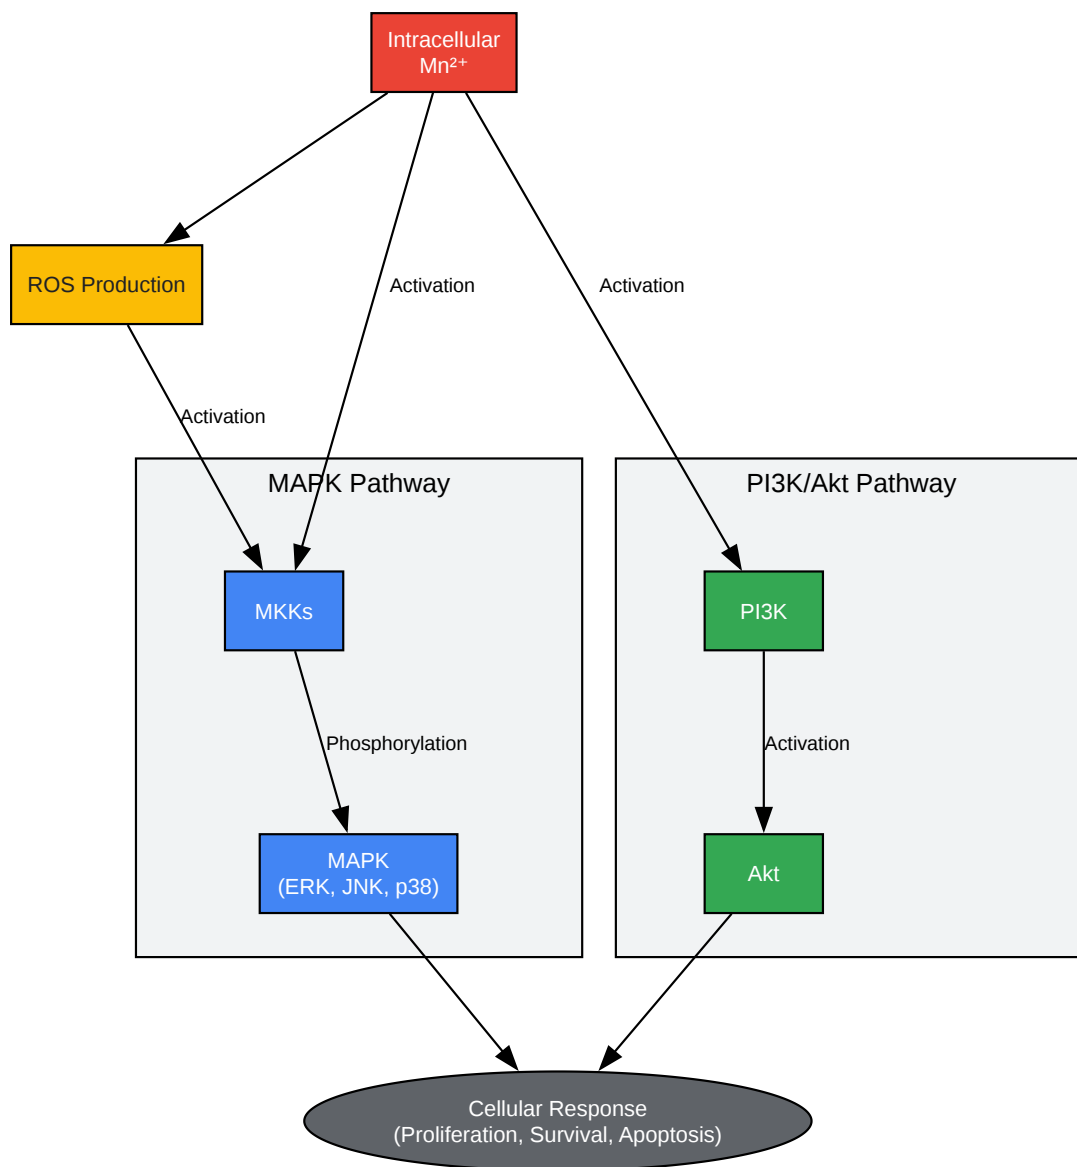 Intracellular
Mn²⁺
ROS Production
Activation
Activation
Activation
MAPK Pathway
PI3K/Akt Pathway
MKKs
PI3K
Phosphorylation
Activation
MAPK
(ERK, JNK, p38)
Akt
Cellular Response
(Proliferation, Survival, Apoptosis)